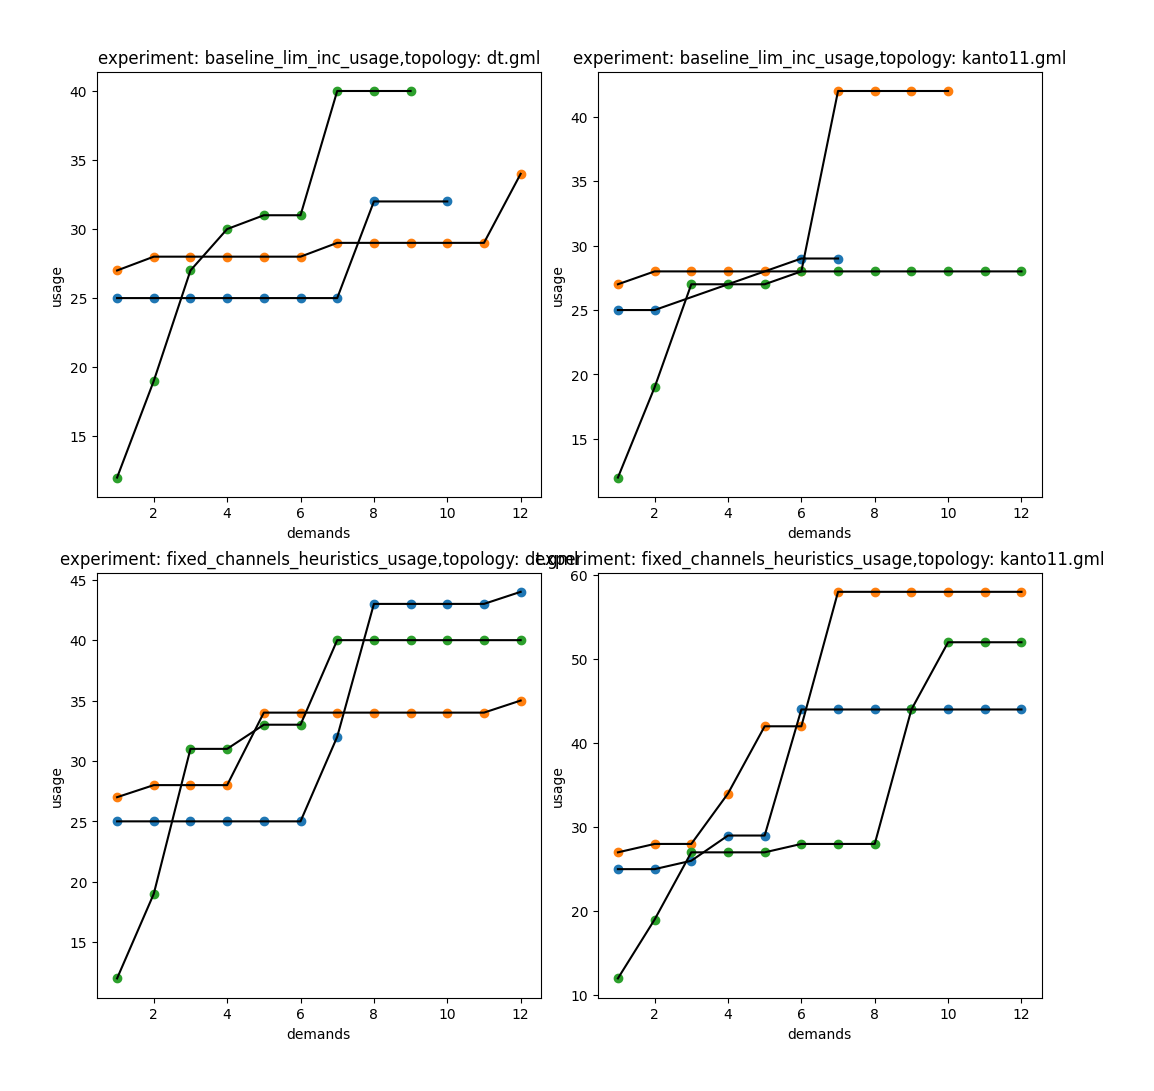 experiment: baseline_lim_inc_usage,topology: dt.gml
experiment: baseline_lim_inc_usage,topology: kanto11.gml
40
35
30
25
20
15
usage
2 4 6 8 10 12
demands
40
35
30
25
20
15
usage
2 4 6 8 10 12
demands
experiment: fixed_channels_heuristics_usage,topology: dt.gml
experiment: fixed_channels_heuristics_usage,topology: kanto11.gml
45
40
35
30
25
20
15
usage
2 4 6 8 10 12
demands
60
50
40
30
20
10
usage
2 4 6 8 10 12
demands